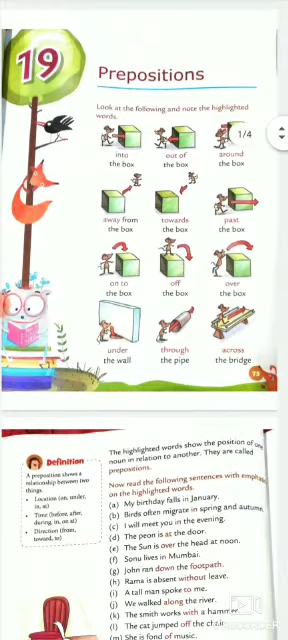 19
Prepositions
Look at the following and note the highlighted
words.
1/4
into out of around
the box the box the box
away from towards past
the box the box the box
on to off over
the box the box the box
under through across
the wall the pipe the bridge
73
Definition
A preposition shows a
relationship between two
things.
• Location (on, under,
in, at)
• Time (before, after,
during, in, on at)
• Direction (from,
toward, to)
The highlighted words show the position of one
noun in relation to another. They are called
prepositions.
Now read the following sentences with emphasis
on the highlighted words.
(a) My birthday falls in January.
(b) Birds often migrate in spring and autumn.
(c) I will meet you in the evening.
(d) The peon is at the door.
(e) The Sun is over the head at noon.
(f) Sonu lives in Mumbai.
(g) John ran down the footpath.
(h) Rama is absent without leave.
(i) A tall man spoke to me.
(j) We walked along the river.
(k) The smith works with a hammer.
(l) The cat jumped off the chair.
(m) She is fond of music.
RECORDER